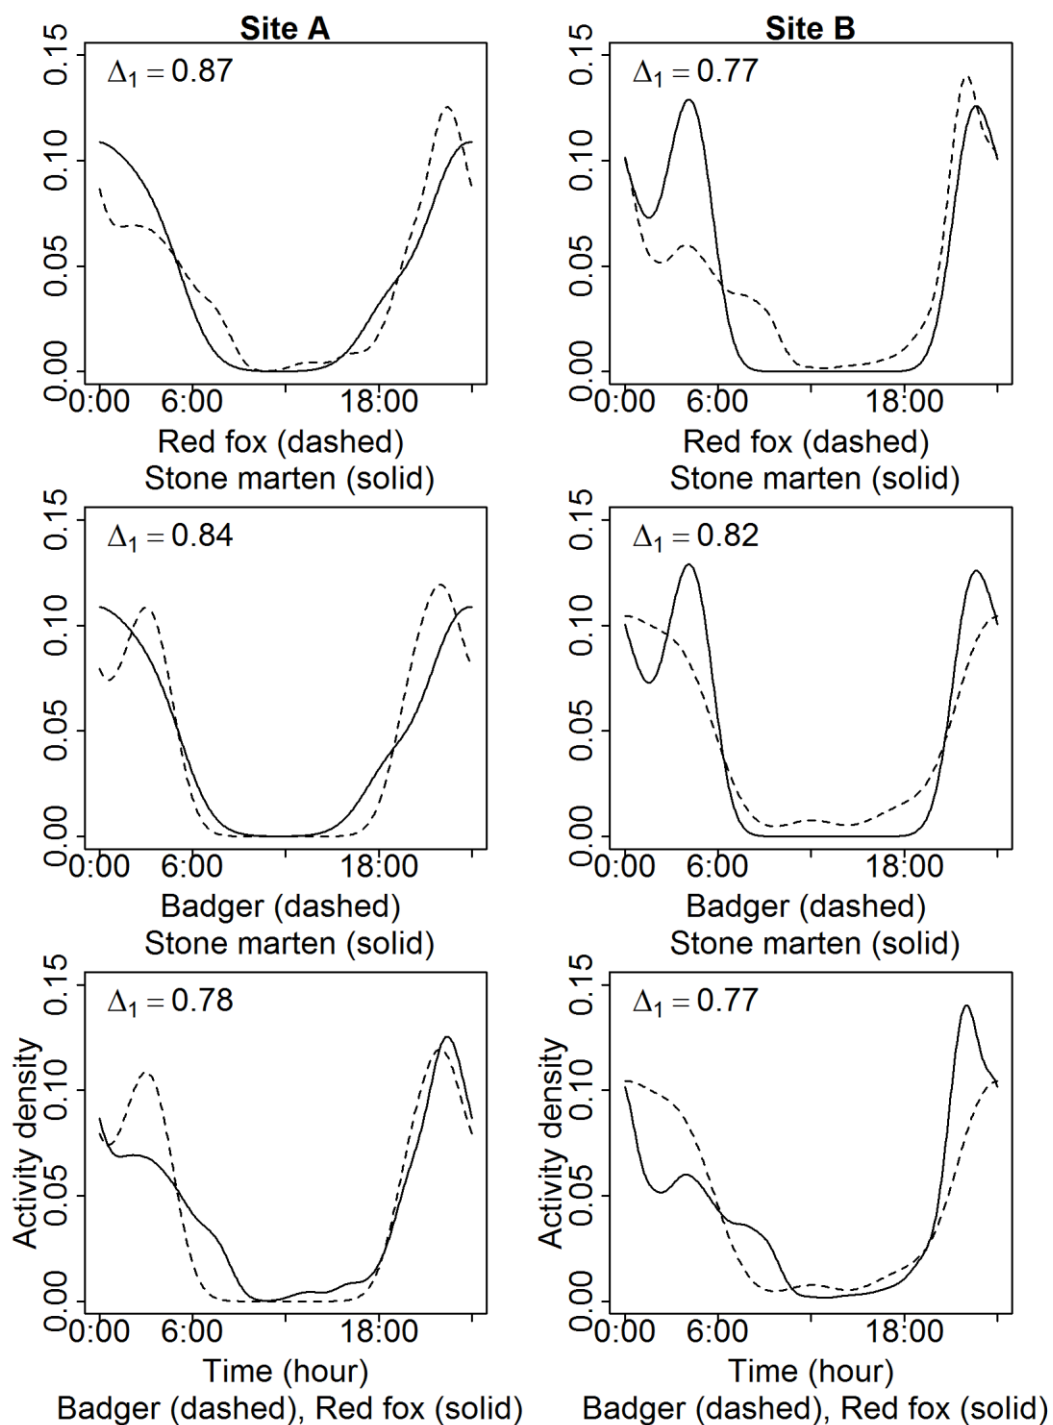 Site A
Site B
0.15
0.10
0.05
0.00
Δ₁ = 0.87
0:00 6:00 18:00
Red fox (dashed)
Stone marten (solid)
0.15
0.10
0.05
0.00
Δ₁ = 0.77
0:00 6:00 18:00
Red fox (dashed)
Stone marten (solid)
0.15
0.10
0.05
0.00
Δ₁ = 0.84
0:00 6:00 18:00
Badger (dashed)
Stone marten (solid)
0.15
0.10
0.05
0.00
Δ₁ = 0.82
0:00 6:00 18:00
Badger (dashed)
Stone marten (solid)
Activity density
0.15
0.10
0.05
0.00
Δ₁ = 0.78
0:00 6:00 18:00
Time (hour)
Badger (dashed), Red fox (solid)
Activity density
0.15
0.10
0.05
0.00
Δ₁ = 0.77
0:00 6:00 18:00
Time (hour)
Badger (dashed), Red fox (solid)